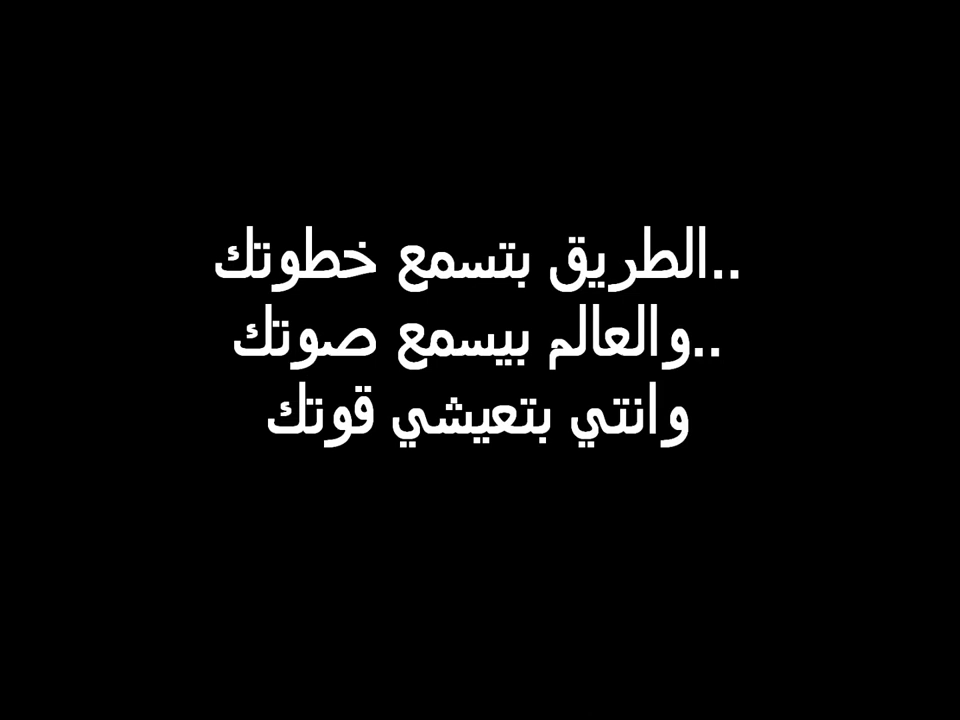 ..الطريق بتسمع خطوتك
..والعالم بيسمع صوتك
وانتي بتعيشي قوتك